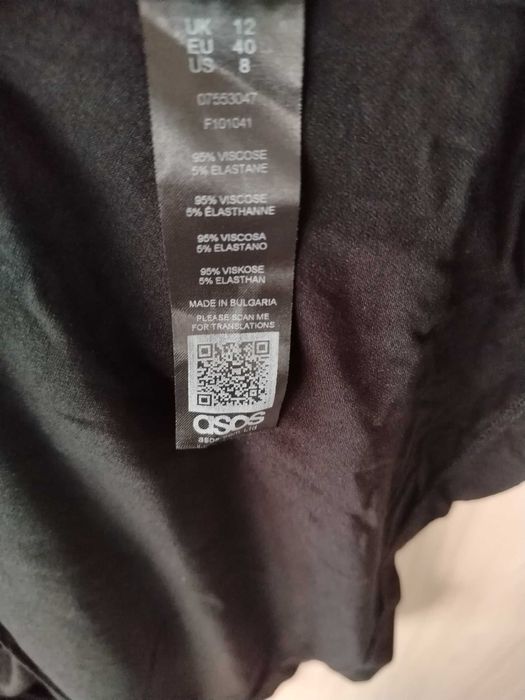 UK 12
EU 40
US 8
07553047
F101041
95% VISCOSE
5% ELASTANE
95% VISCOSE
5% ÉLASTHANNE
95% VISCOSA
5% ELASTANO
95% VISKOSE
5% ELASTHAN
MADE IN BULGARIA
PLEASE SCAN ME
FOR TRANSLATIONS
asos